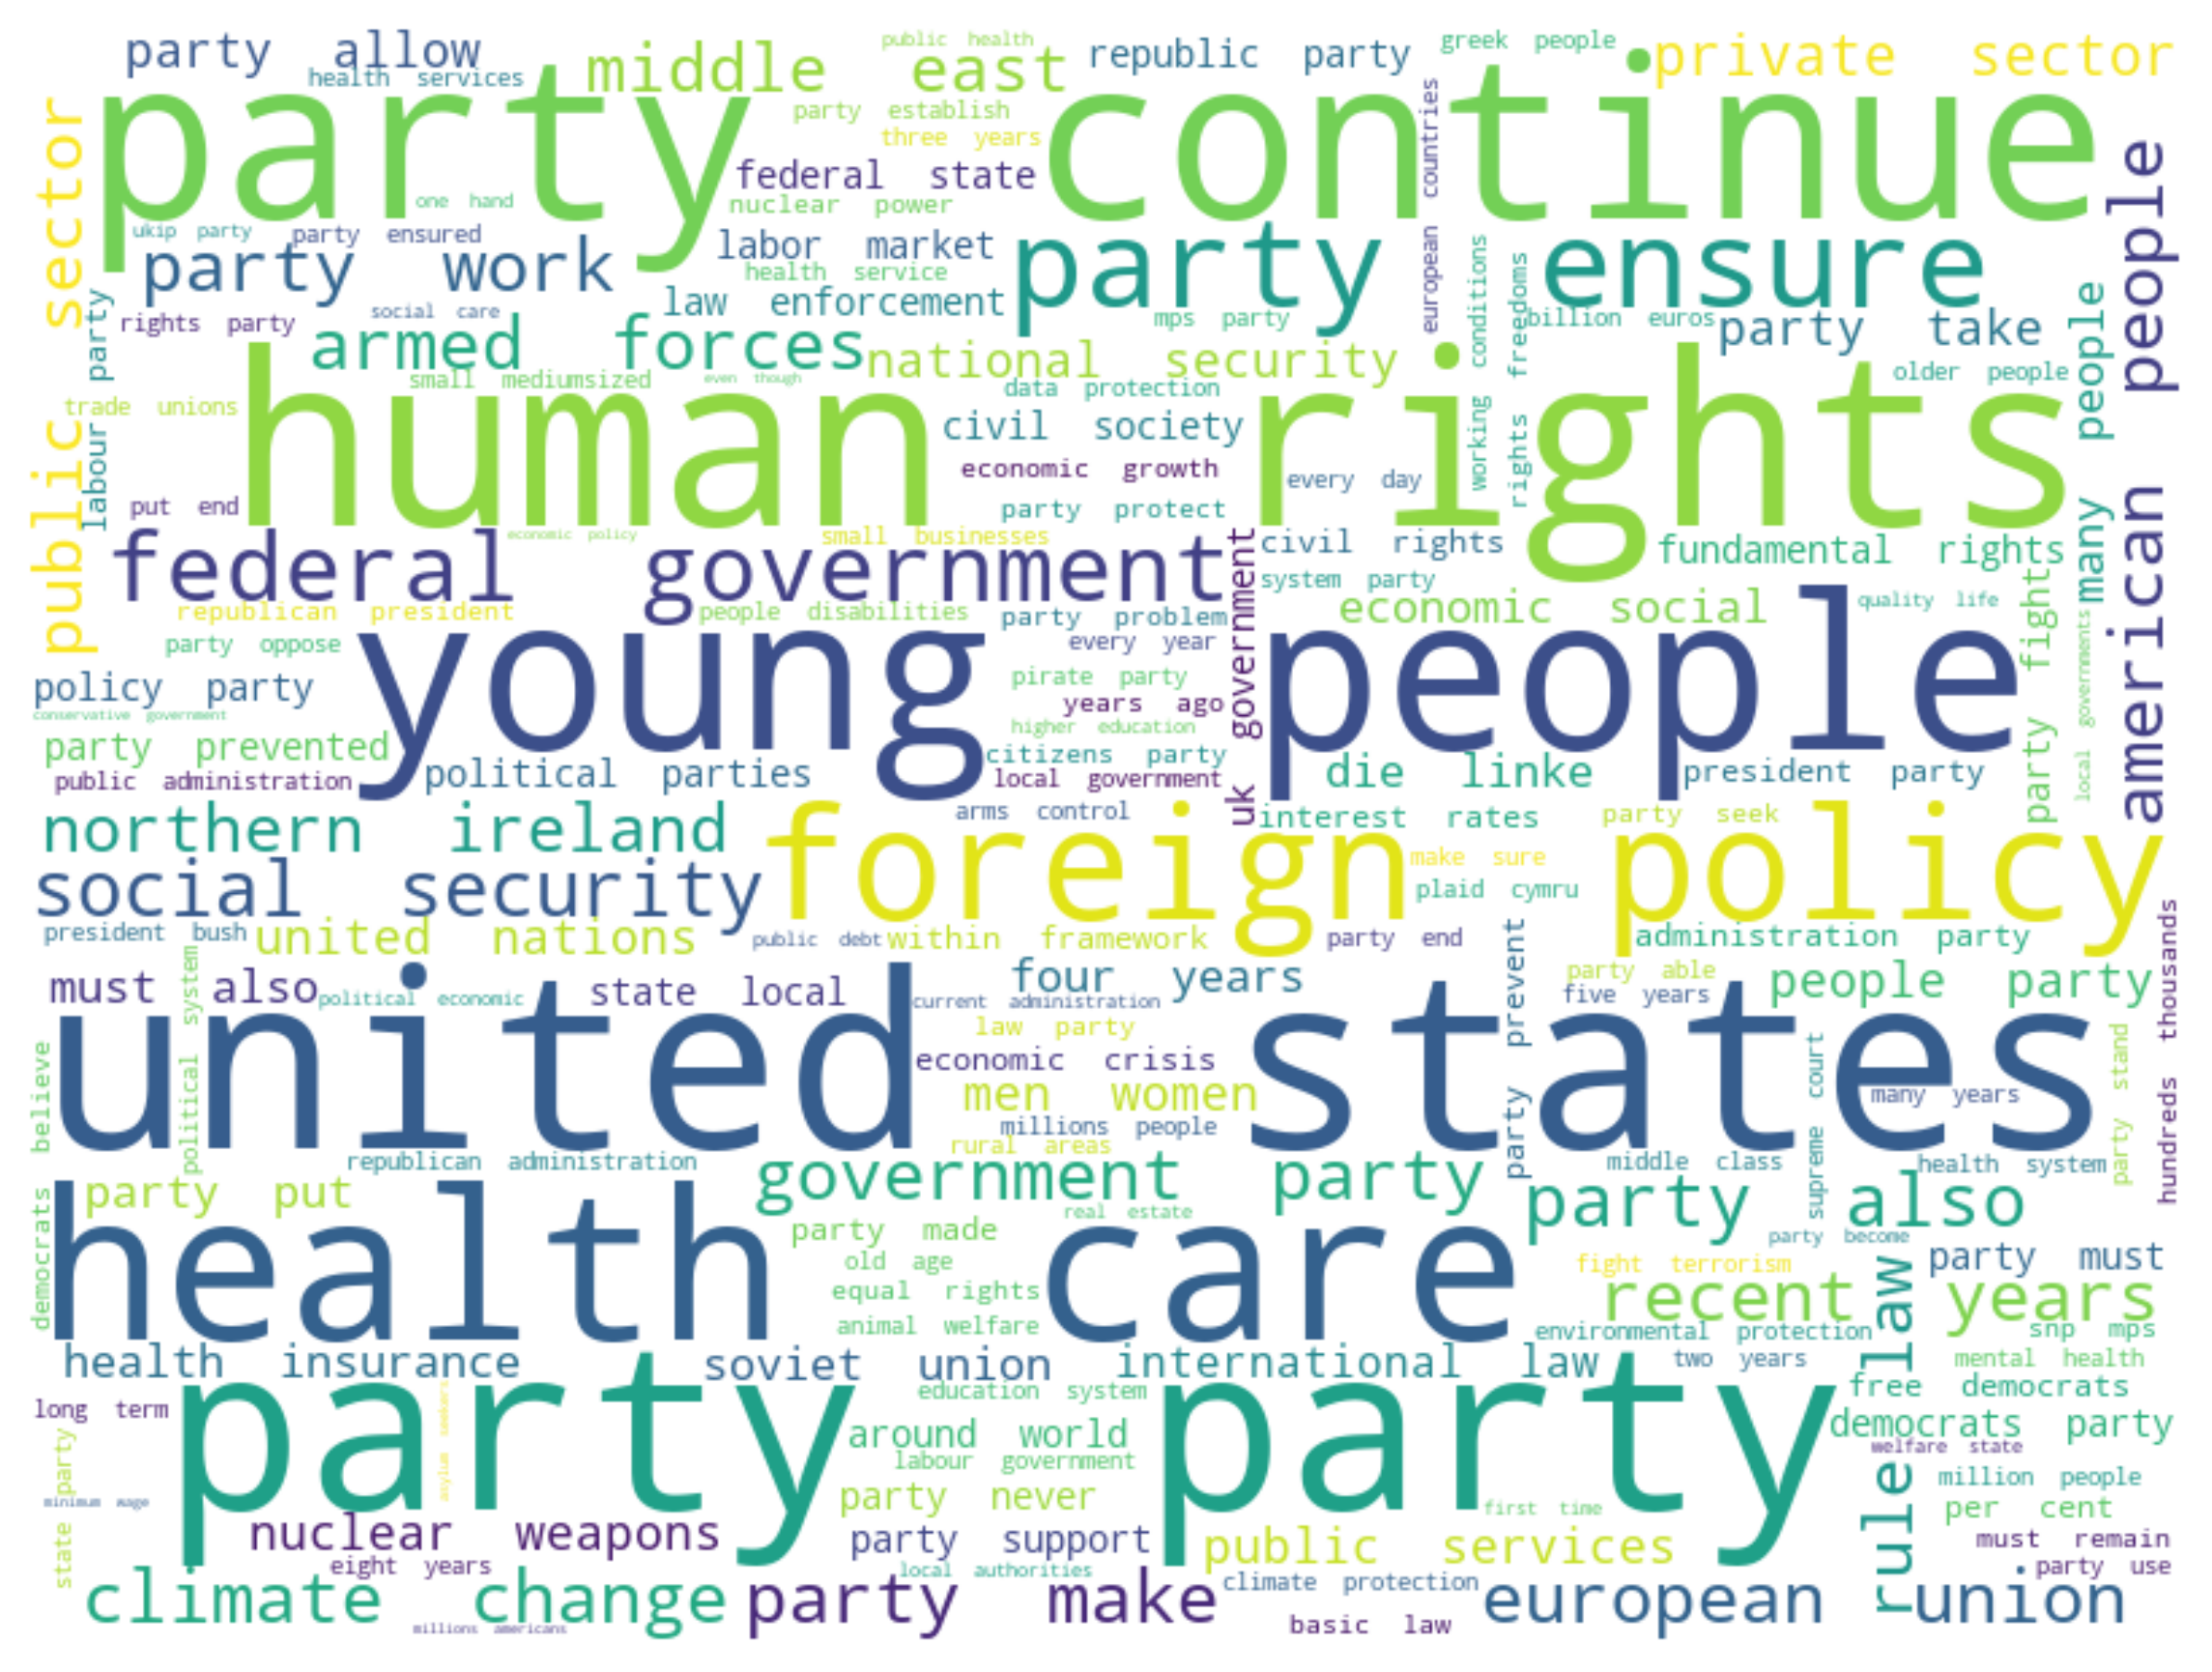 party allow
public health
republic party
greek people
private sector
health services
middle east
party continue
party establish
three years
european countries
federal state
one hand
nuclear power
public sector
american people
ukip party
party ensured
labor market
party ensure
party work
health service
working conditions
rights freedoms
many people
law enforcement
labour party
rights party
social care
mps party
billion euros
party take
armed forces
national security
small mediumsized
even though
data protection
older people
trade unions
human rights
civil society
economic growth
every day
put end
party protect
economic policy
small businesses
civil rights
fundamental rights
federal government
uk government
system party
republican president
people disabilities
party problem
economic social
quality life
party fight
local governments
party oppose
every year
young people
policy party
pirate party
years ago
conservative government
higher education
party prevented
citizens party
public administration
political parties
local government
die linke
president party
northern ireland
arms control
interest rates
party seek
foreign policy
make sure
social security
plaid cymru
president bush
united nations
public debt
within framework
party end
administration party
hundreds thousands
political system
party prevent
must also
political economic
state local
four years
current administration
party able
five years
people party
law party
united states
democrats believe
economic crisis
supreme court
party stand
men women
many years
millions people
rural areas
republican administration
government party
middle class
health system
party put
party also
real estate
health care
party made
party become
old age
fight terrorism
party must
equal rights
recent years
rule law
animal welfare
environmental protection
snp mps
health insurance
soviet union
international law
two years
mental health
asylum seekers
education system
free democrats
long term
party party
around world
democrats party
state party
labour government
welfare state
million people
minimum wage
party never
first time
per cent
nuclear weapons
party support
public services
must remain
eight years
local authorities
party use
climate change
party make
climate protection
european union
millions americans
basic law